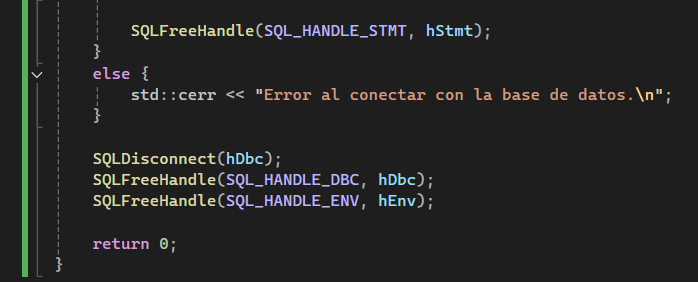 SQLFreeHandle(SQL_HANDLE_STMT, hStmt);
}
else {
std::cerr << "Error al conectar con la base de datos.\n";
}
SQLDisconnect(hDbc);
SQLFreeHandle(SQL_HANDLE_DBC, hDbc);
SQLFreeHandle(SQL_HANDLE_ENV, hEnv);
return 0;
}